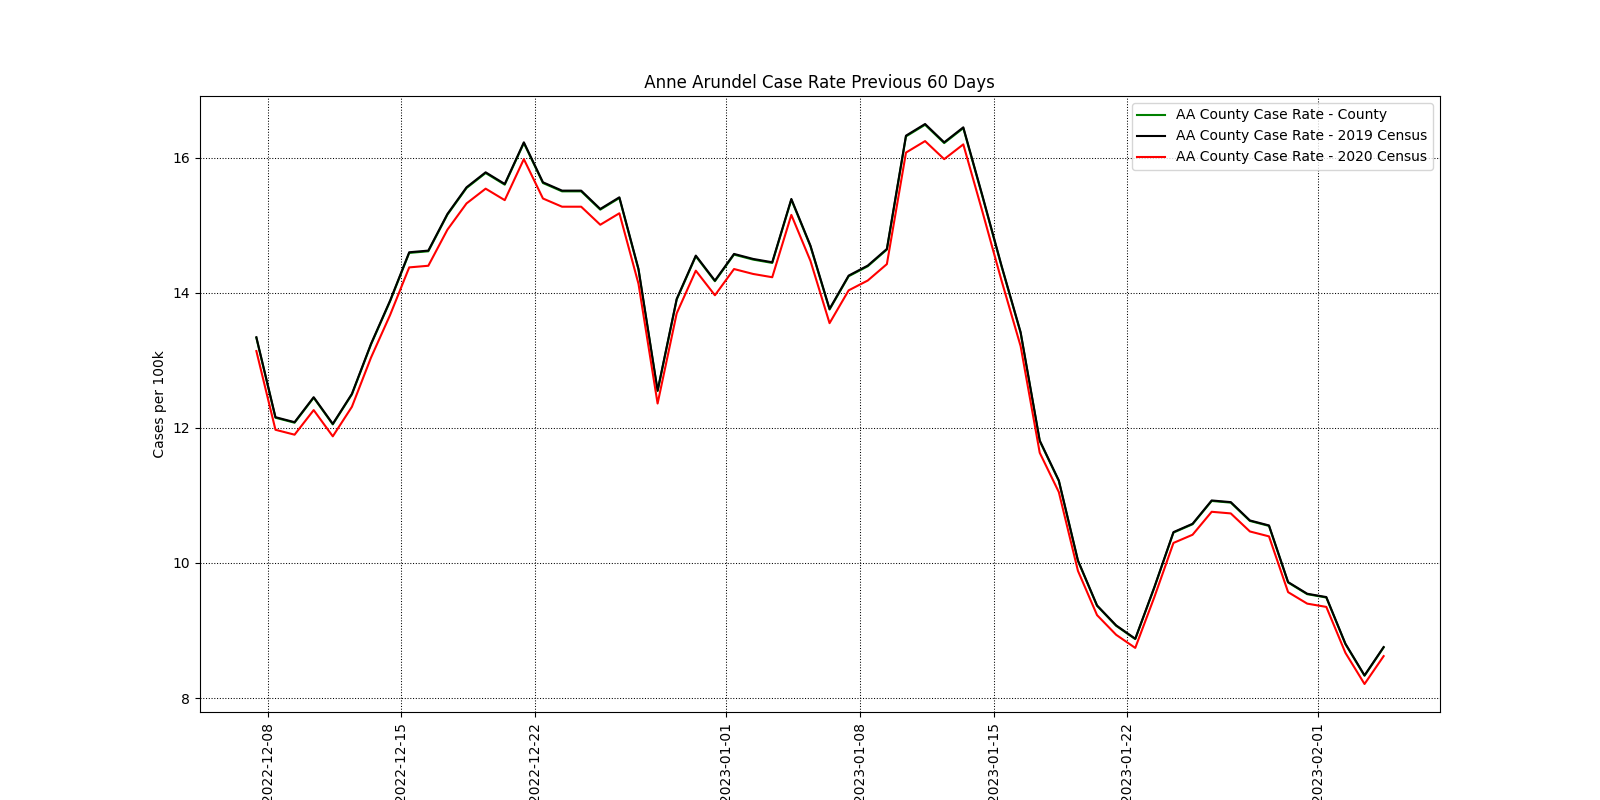 Anne Arundel Case Rate Previous 60 Days
AA County Case Rate - County
AA County Case Rate - 2019 Census
AA County Case Rate - 2020 Census
Cases per 100k
16
14
12
10
8
2022-12-08
2022-12-15
2022-12-22
2023-01-01
2023-01-08
2023-01-15
2023-01-22
2023-02-01